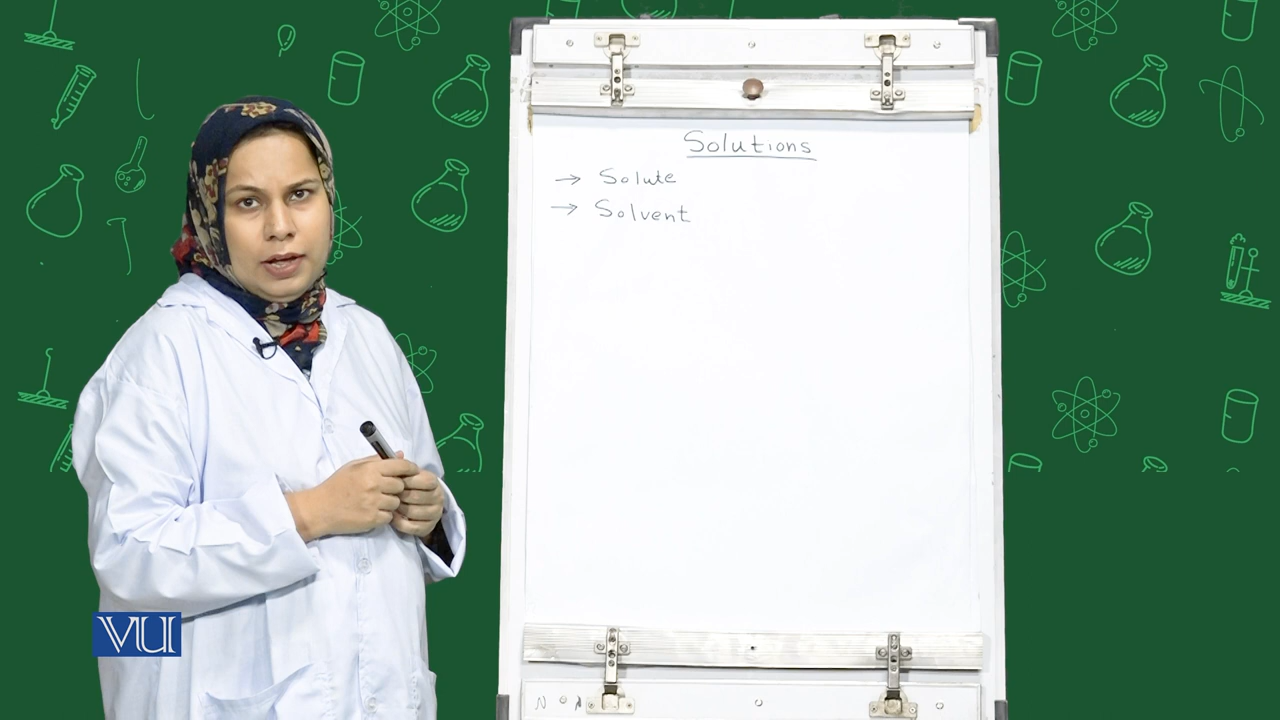 Solutions
→ Solute
→ Solvent
VU